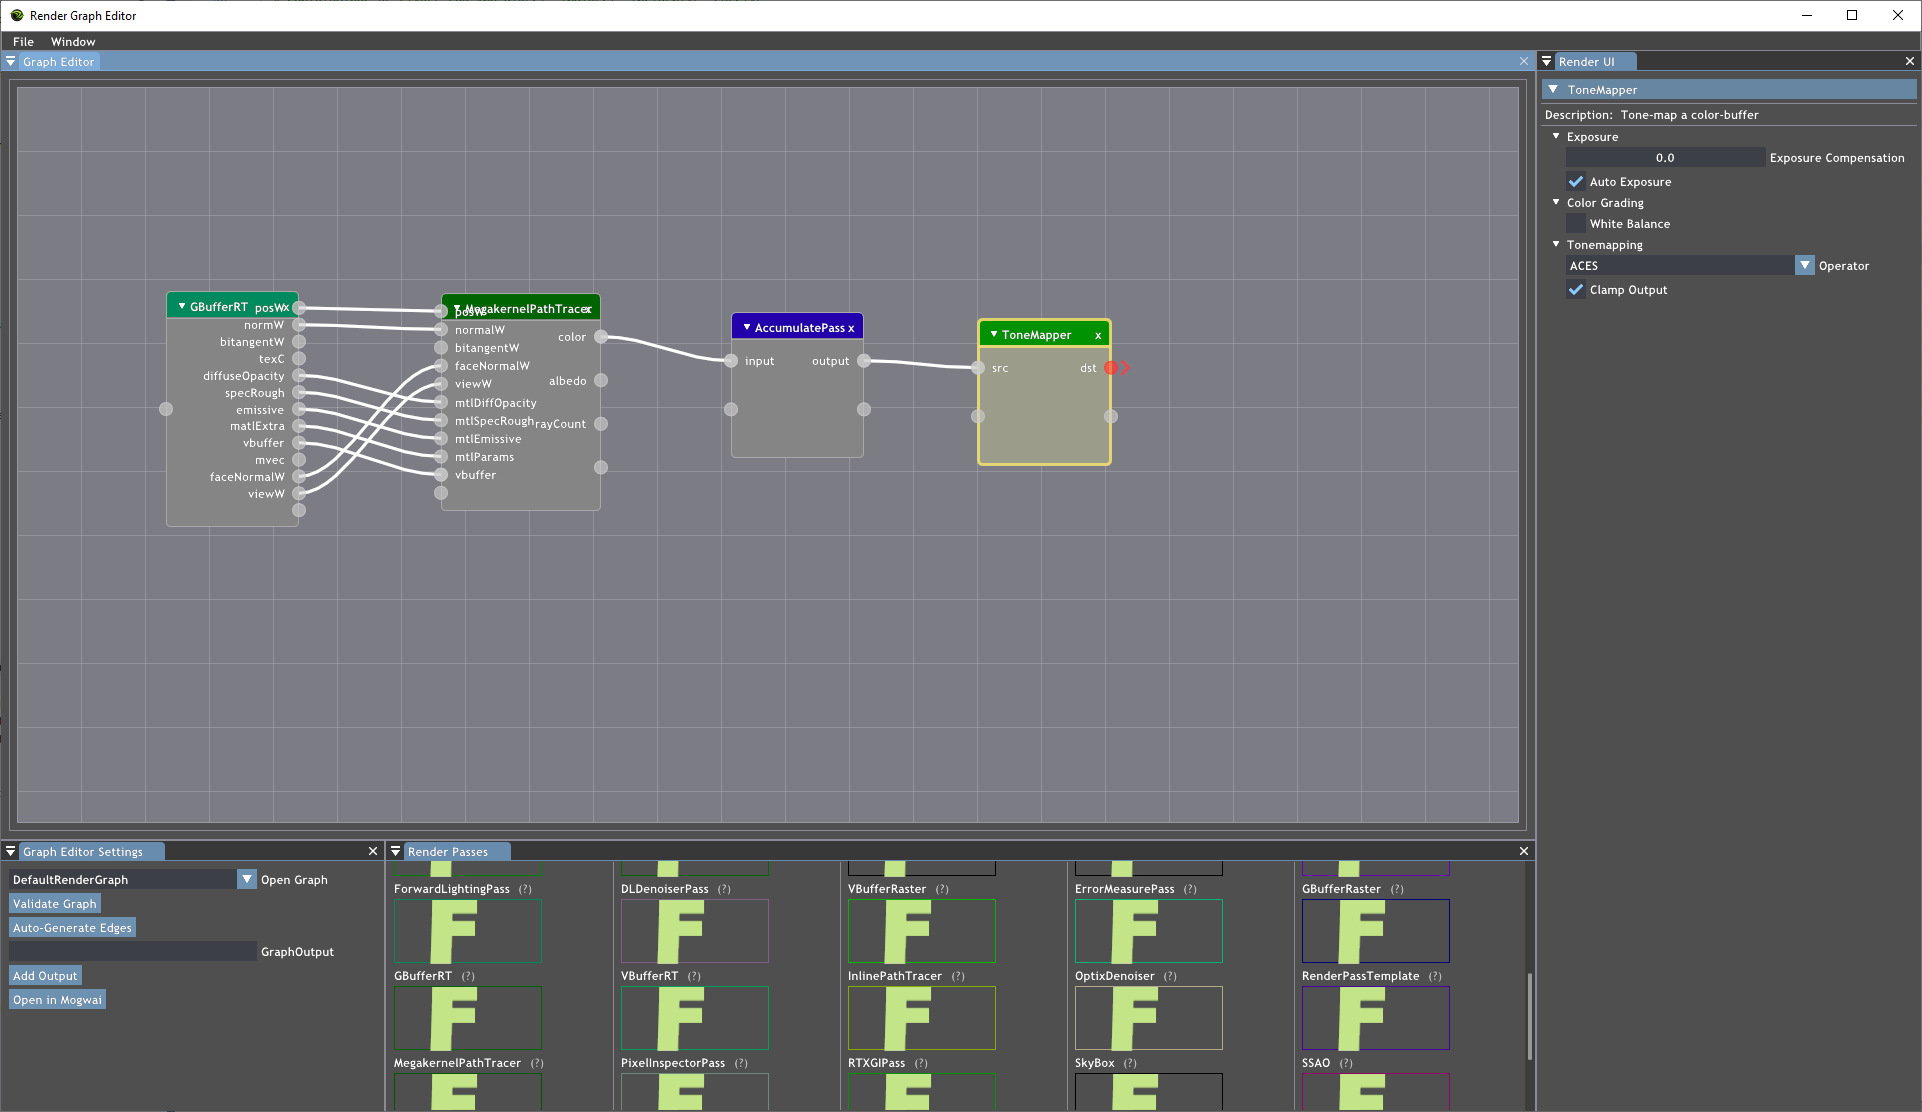 Render Graph Editor
File Window
Graph Editor
Render UI
ToneMapper
Description: Tone-map a color-buffer
Exposure
0.0 Exposure Compensation
Auto Exposure
Color Grading
White Balance
Tonemapping
ACES Operator
Clamp Output
GBufferRT x
posW
normW
bitangentW
texC
diffuseOpacity
specRough
emissive
matlExtra
vbuffer
mvec
faceNormalW
viewW
MegakernelPathTracer x
posW
normalW
bitangentW
faceNormalW
viewW
mtlDiffOpacity
mtlSpecRough
mtlEmissive
mtlParams
vbuffer
color
albedo
rayCount
AccumulatePass x
input output
ToneMapper x
src dst
Graph Editor Settings
DefaultRenderGraph Open Graph
Validate Graph
Auto-Generate Edges
GraphOutput
Add Output
Open in Mogwai
Render Passes
ForwardLightingPass (?) DLDenoiserPass (?) VBufferRaster (?) ErrorMeasurePass (?) GBufferRaster (?)
F F F F F
GBufferRT (?) VBufferRT (?) InlinePathTracer (?) OptixDenoiser (?) RenderPassTemplate (?)
F F F F F
MegakernelPathTracer (?) PixelInspectorPass (?) RTXGIPass (?) SkyBox (?) SSAO (?)
F F F F F